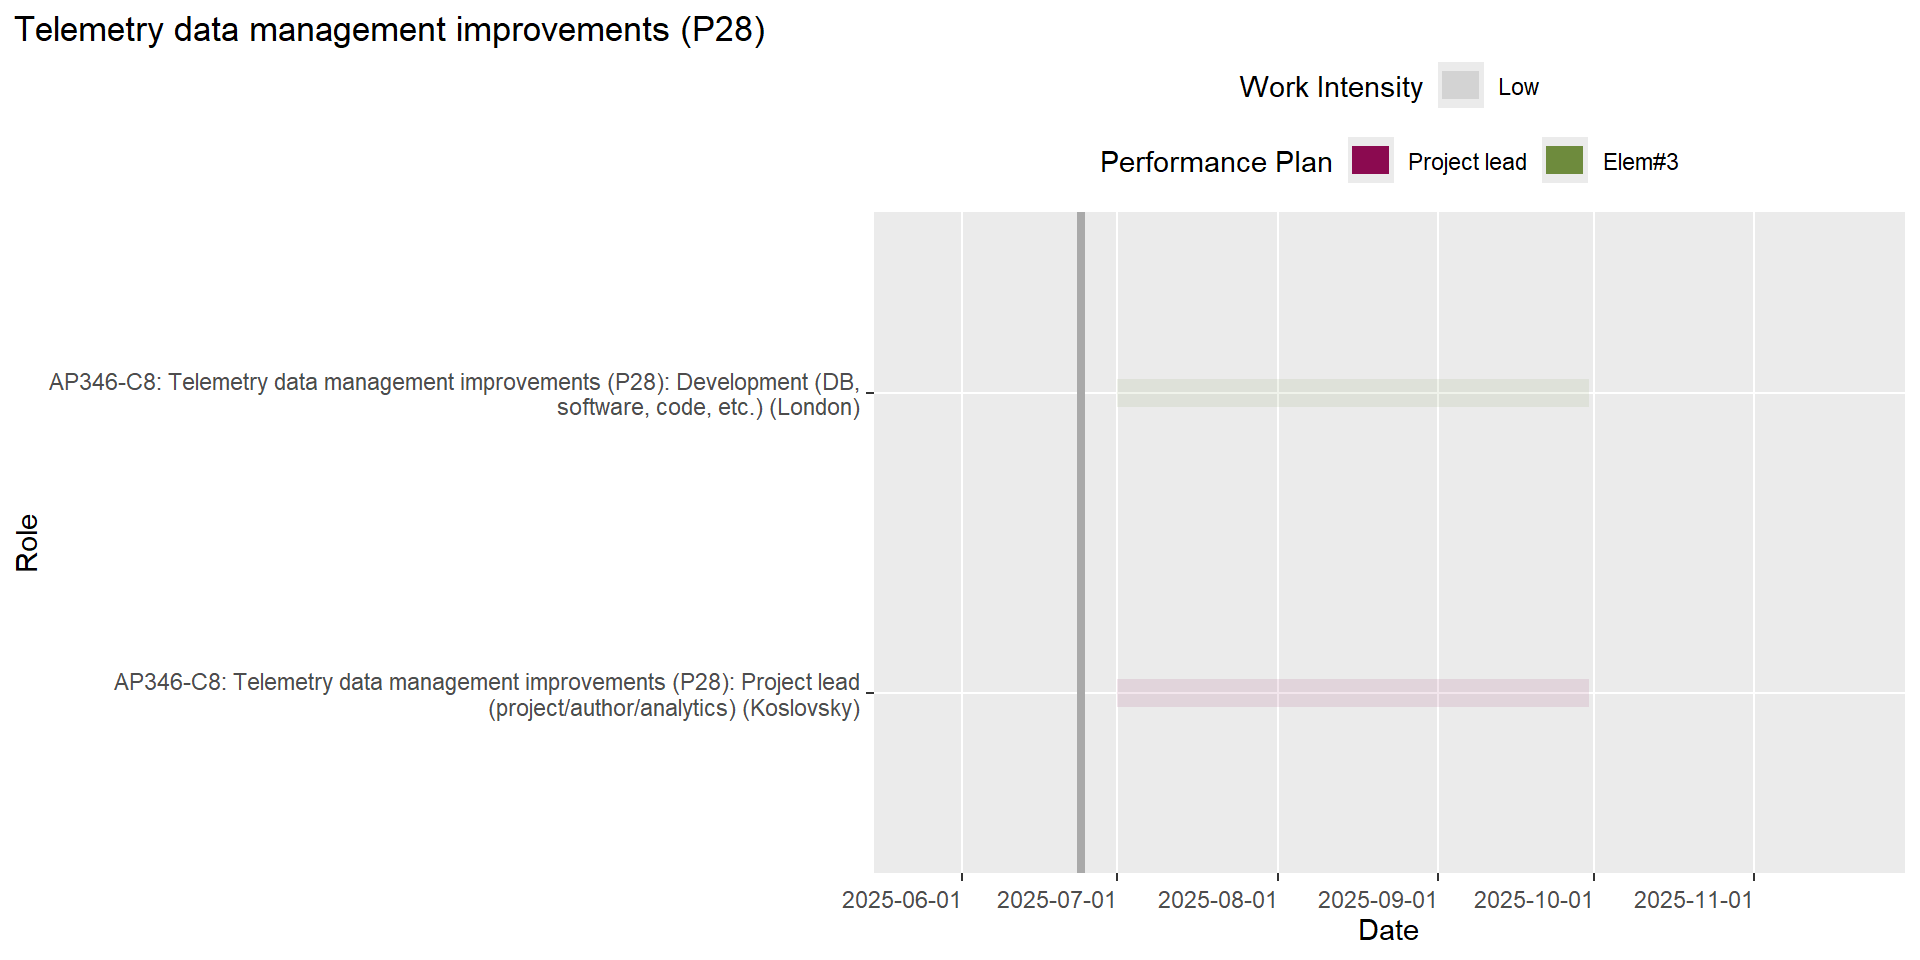 Telemetry data management improvements (P28)
Work Intensity Low
Performance Plan Project lead Elem#3
AP346-C8: Telemetry data management improvements (P28): Development (DB,
software, code, etc.) (London)
Role
AP346-C8: Telemetry data management improvements (P28): Project lead
(project/author/analytics) (Koslovsky)
2025-06-01 2025-07-01 2025-08-01 2025-09-01 2025-10-01 2025-11-01
Date